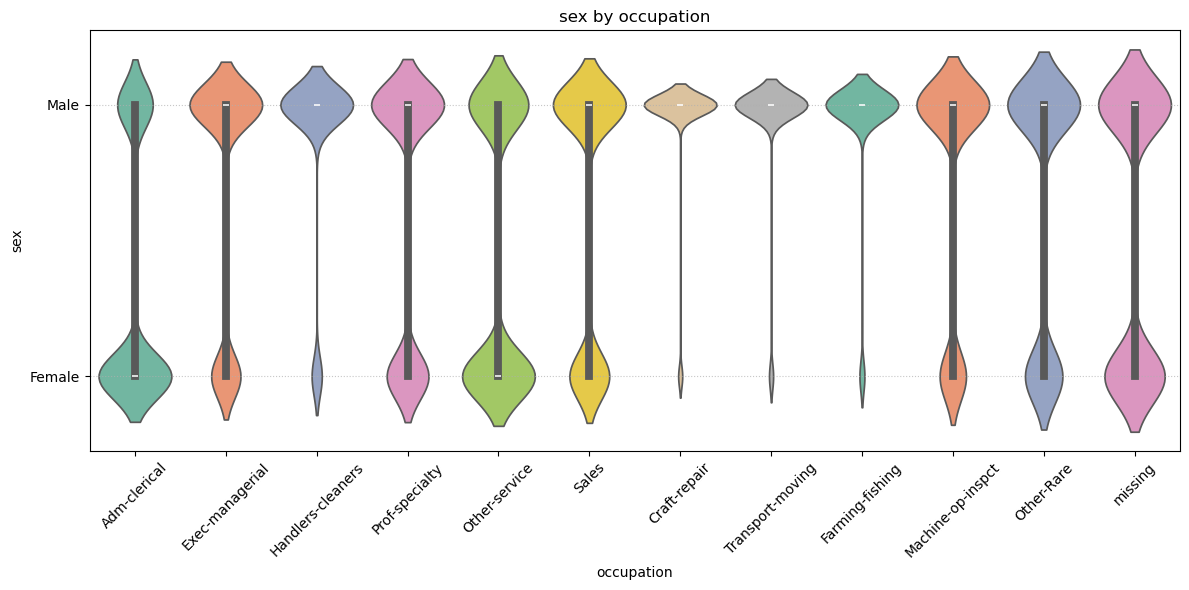 sex by occupation
Male
Female
sex
Adm-clerical
Exec-managerial
Handlers-cleaners
Prof-specialty
Other-service
Sales
Craft-repair
Transport-moving
Farming-fishing
Machine-op-inspct
Other-Rare
missing
occupation